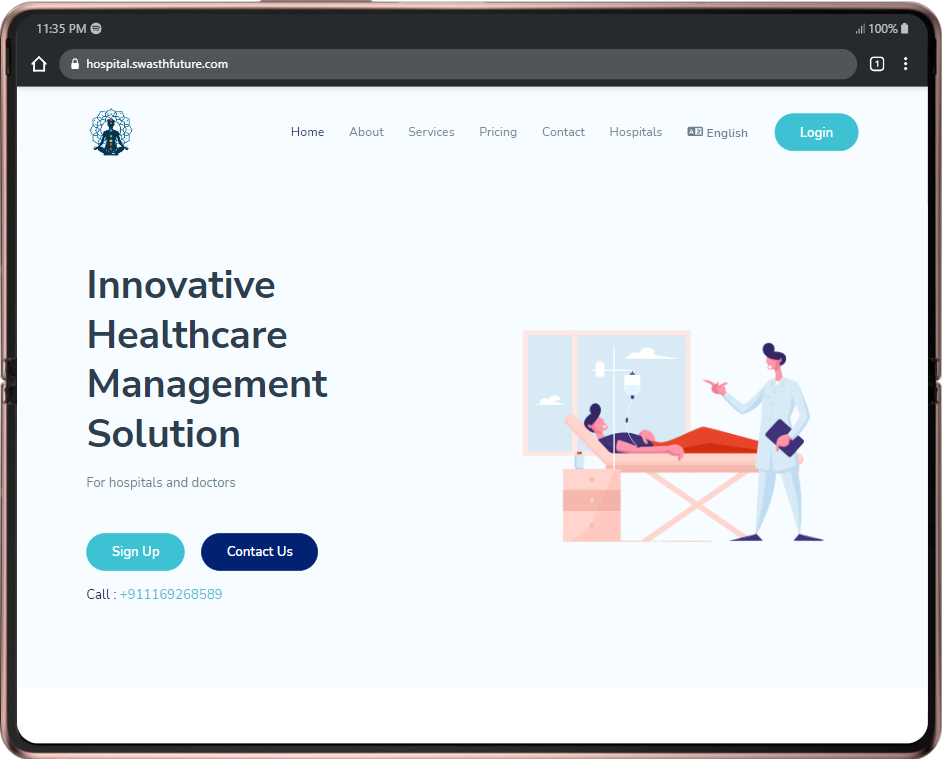 11:35 PM
100%
hospital.swasthfuture.com
1
Home About Services Pricing Contact Hospitals English Login
Innovative
Healthcare
Management
Solution
For hospitals and doctors
Sign Up Contact Us
Call : +911169268589